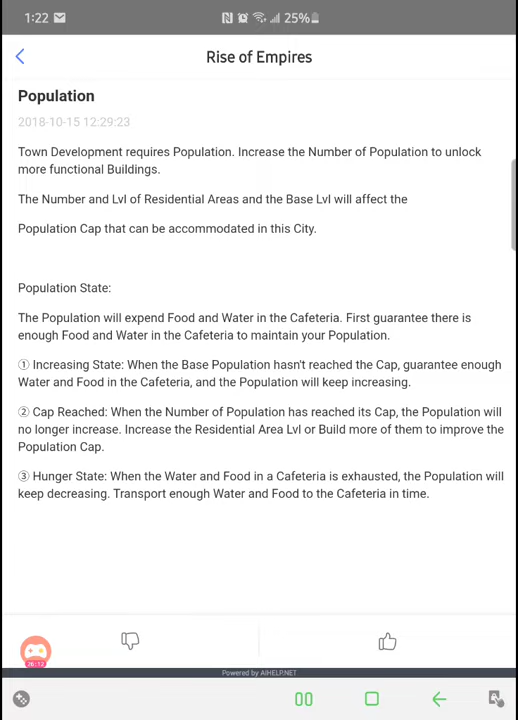 1:22
25%
Rise of Empires
Population
2018-10-15 12:29:23
Town Development requires Population. Increase the Number of Population to unlock
more functional Buildings.
The Number and Lvl of Residential Areas and the Base Lvl will affect the
Population Cap that can be accommodated in this City.
Population State:
The Population will expend Food and Water in the Cafeteria. First guarantee there is
enough Food and Water in the Cafeteria to maintain your Population.
① Increasing State: When the Base Population hasn't reached the Cap, guarantee enough
Water and Food in the Cafeteria, and the Population will keep increasing.
② Cap Reached: When the Number of Population has reached its Cap, the Population will
no longer increase. Increase the Residential Area Lvl or Build more of them to improve the
Population Cap.
③ Hunger State: When the Water and Food in a Cafeteria is exhausted, the Population will
keep decreasing. Transport enough Water and Food to the Cafeteria in time.
26:12
Powered by AIHELP.NET